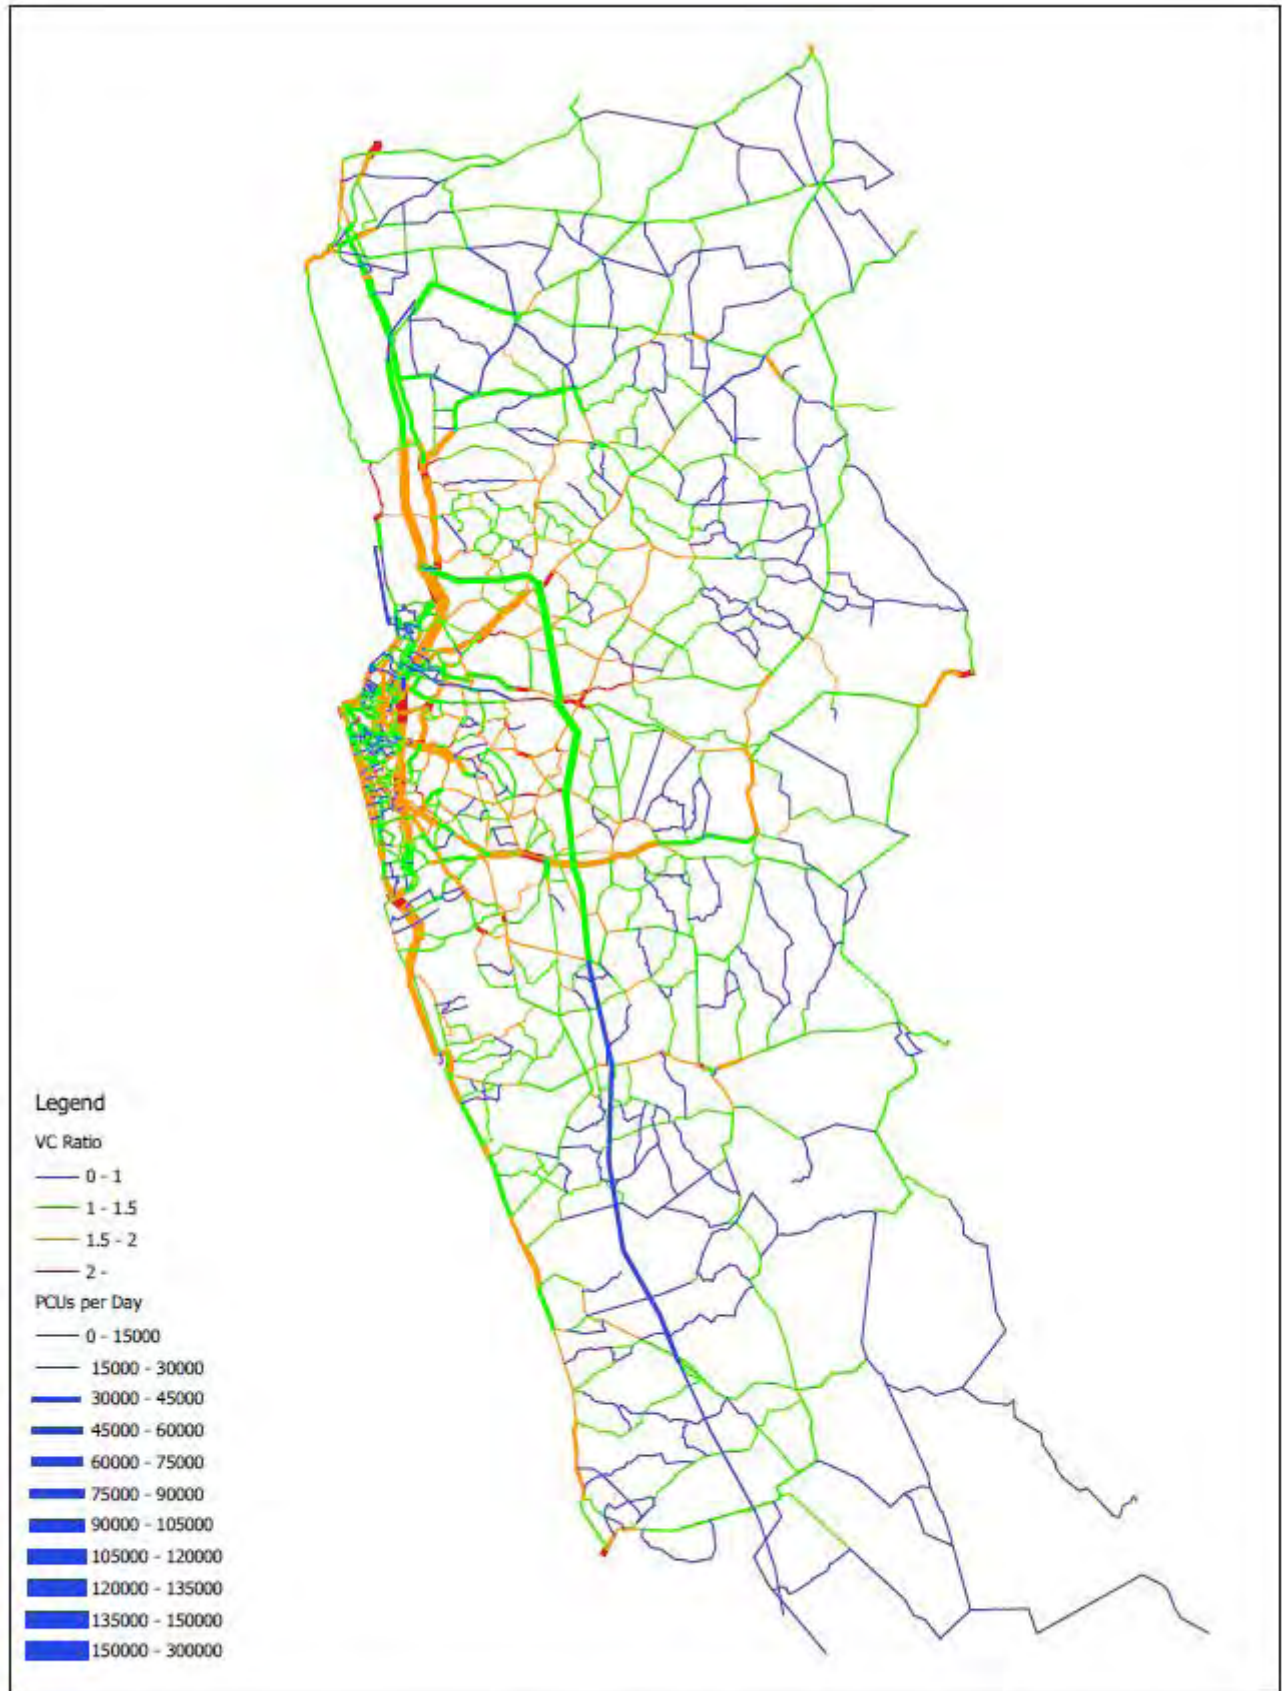 Legend
VC Ratio
0 - 1
1 - 1.5
1.5 - 2
2 -
PCUs per Day
0 - 15000
15000 - 30000
30000 - 45000
45000 - 60000
60000 - 75000
75000 - 90000
90000 - 105000
105000 - 120000
120000 - 135000
135000 - 150000
150000 - 300000